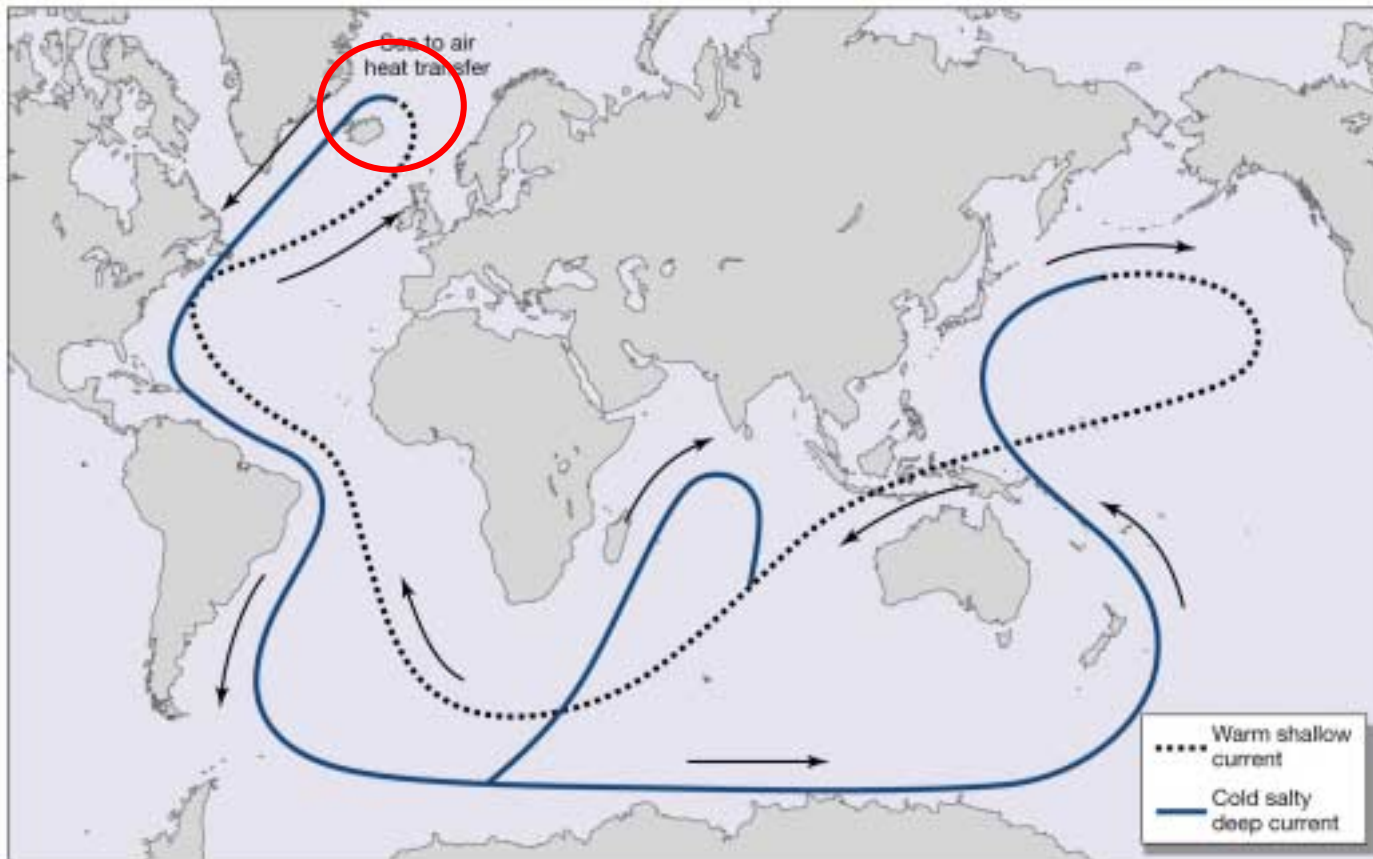 Sea to air
heat transfer
Warm shallow
current
Cold salty
deep current